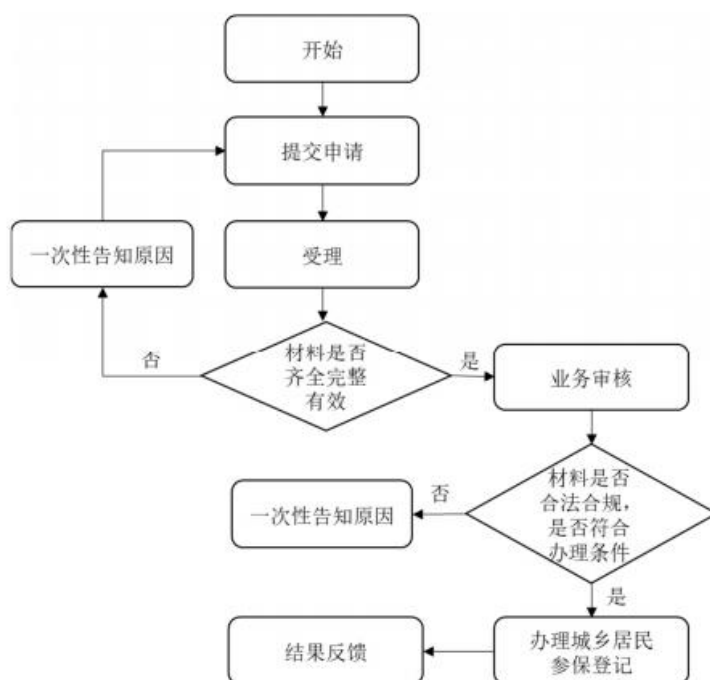 开始
提交申请
一次性告知原因
受理
材料是否
齐全完整
有效
否
是
业务审核
材料是否
合法合规，
是否符合
办理条件
否
一次性告知原因
是
办理城乡居民
参保登记
结果反馈